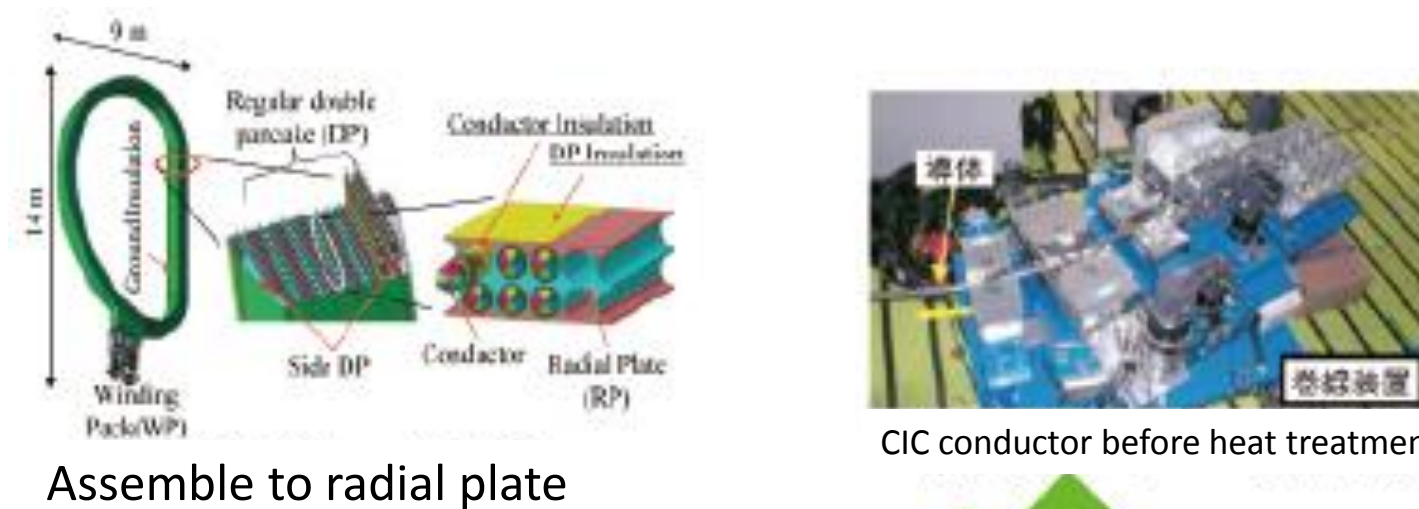 9 m
14 m
Ground Insulation
Regular double
pancake (DP)
Conductor Insulation
DP Insulation
Side DP
Conductor
Radial Plate
(RP)
Winding
Pack(WP)
Assemble to radial plate
導体
巻線装置
CIC conductor before heat treatmen